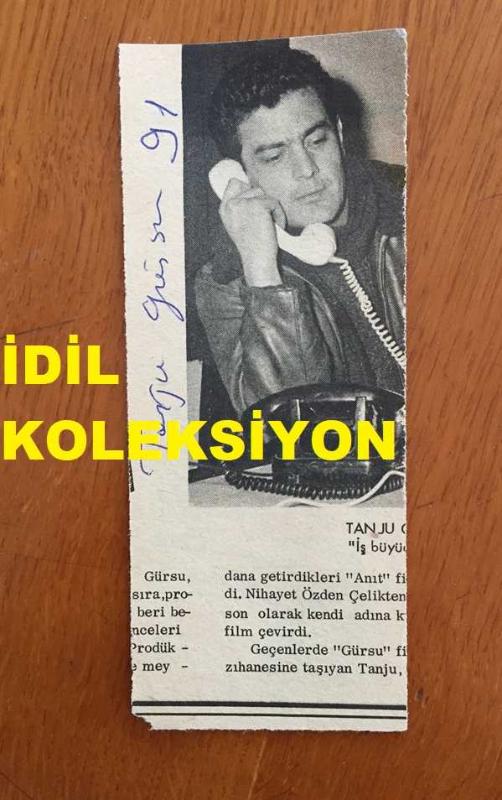 Tanju Gürsu 91
İDİL
KOLEKSİYON
TANJU G
"İş büyü
Gürsu,
sıra,pro-
beri be-
nceleri
Prodük -
e mey -
dana getirdikleri "Anıt" fi
di. Nihayet Özden Çelikten
son olarak kendi adına k
film çevirdi.
Geçenlerde "Gürsu" fi
zıhanesine taşıyan Tanju,